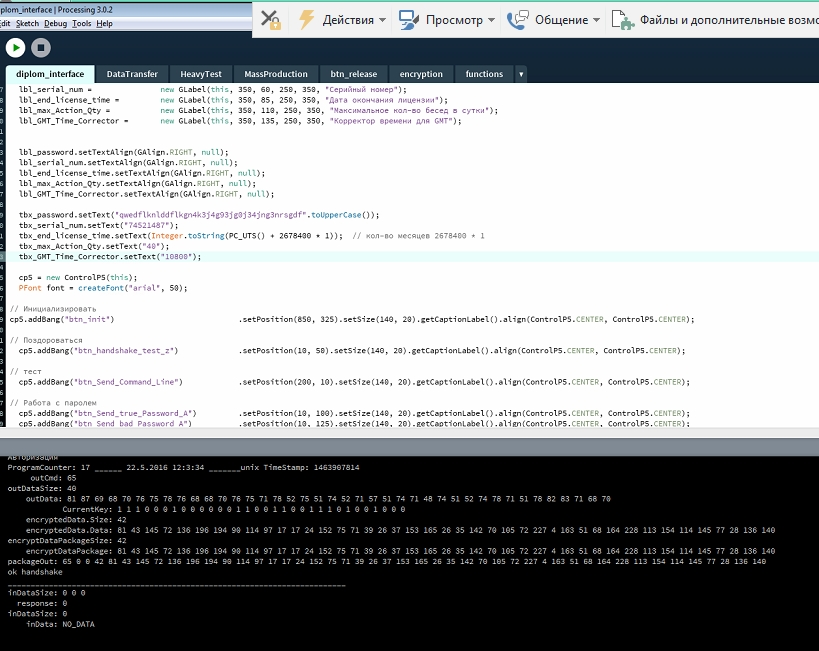 diplom_interface | Processing 3.0.2
Действия Просмотр Общение Файлы и дополнительные
Edit Sketch Debug Tools Help
diplom_interface DataTransfer HeavyTest MassProduction btn_release encryption functions
lbl_serial_num = new GLabel(this, 350, 60, 250, 350, "Серийный номер");
lbl_end_license_time = new GLabel(this, 350, 85, 250, 350, "Дата окончания лицензии");
lbl_max_Action_Qty = new GLabel(this, 350, 110, 250, 350, "Максимальное кол-во бесед в сутки");
lbl_GMT_Time_Corrector = new GLabel(this, 350, 135, 250, 350, "Корректор времени для GMT");
lbl_password.setTextAlign(GAlign.RIGHT, null);
lbl_serial_num.setTextAlign(GAlign.RIGHT, null);
lbl_end_license_time.setTextAlign(GAlign.RIGHT, null);
lbl_max_Action_Qty.setTextAlign(GAlign.RIGHT, null);
lbl_GMT_Time_Corrector.setTextAlign(GAlign.RIGHT, null);
tbx_password.setText("qwedflknlddflkgn4k3j4g93jg0j34jng3nrsgdf".toUpperCase());
tbx_serial_num.setText("74521487");
tbx_end_license_time.setText(Integer.toString(PC_UTS() + 2678400 * 1)); // кол-во месяцев 2678400 * 1
tbx_max_Action_Qty.setText("40");
tbx_GMT_Time_Corrector.setText("10800");
cp5 = new ControlP5(this);
PFont font = createFont("arial", 50);
// Инициализировать
cp5.addBang("btn_init") .setPosition(850, 325).setSize(140, 20).getCaptionLabel().align(ControlP5.CENTER, ControlP5.CENTER);
// Поздороваться
cp5.addBang("btn_handshake_test_z") .setPosition(10, 50).setSize(140, 20).getCaptionLabel().align(ControlP5.CENTER, ControlP5.CENTER);
// тест
cp5.addBang("btn_Send_Command_Line") .setPosition(200, 10).setSize(140, 20).getCaptionLabel().align(ControlP5.CENTER, ControlP5.CENTER);
// Работа с паролем
cp5.addBang("btn_Send_true_Password_A") .setPosition(10, 100).setSize(140, 20).getCaptionLabel().align(ControlP5.CENTER, ControlP5.CENTER);
cp5.addBang("btn_Send_bad_Password_A") .setPosition(10, 125).setSize(140, 20).getCaptionLabel().align(ControlP5.CENTER, ControlP5.CENTER);
Авторизация
ProgramCounter: 17 ______ 22.5.2016 12:3:34 _______unix TimeStamp: 1463907814
outCmd: 65
outDataSize: 40
outData: 81 87 69 68 70 76 75 78 76 68 68 70 76 75 71 78 52 75 51 74 52 71 57 51 74 71 48 74 51 52 74 78 71 51 78 82 83 71 68 70
CurrentKey: 1 1 1 0 0 0 1 0 0 0 0 0 0 1 1 0 0 1 1 0 0 1 1 1 0 1 0 0 1 0 0 0
encryptedData.Size: 42
encryptedData.Data: 81 43 145 72 136 196 194 90 114 97 17 17 24 152 75 71 39 26 37 153 165 26 35 142 70 105 72 227 4 163 51 68 164 228 113 154 114 145 77 28 136 140
encryptDataPackageSize: 42
encryptDataPackage: 81 43 145 72 136 196 194 90 114 97 17 17 24 152 75 71 39 26 37 153 165 26 35 142 70 105 72 227 4 163 51 68 164 228 113 154 114 145 77 28 136 140
packageOut: 65 0 0 42 81 43 145 72 136 196 194 90 114 97 17 17 24 152 75 71 39 26 37 153 165 26 35 142 70 105 72 227 4 163 51 68 164 228 113 154 114 145 77 28 136 140
ok handshake
inDataSize: 0 0 0
response: 0
inDataSize: 0
inData: NO_DATA